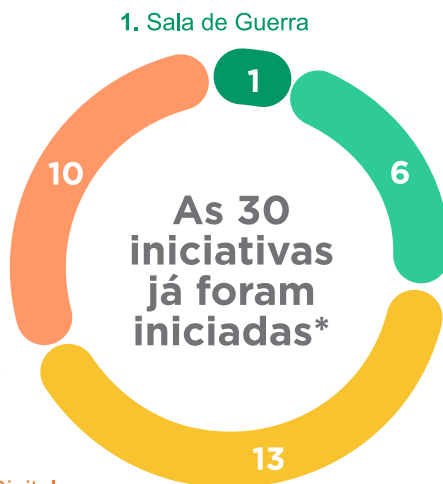 1. Sala de Guerra
1
6
10
As 30
iniciativas
já foram
iniciadas*
13